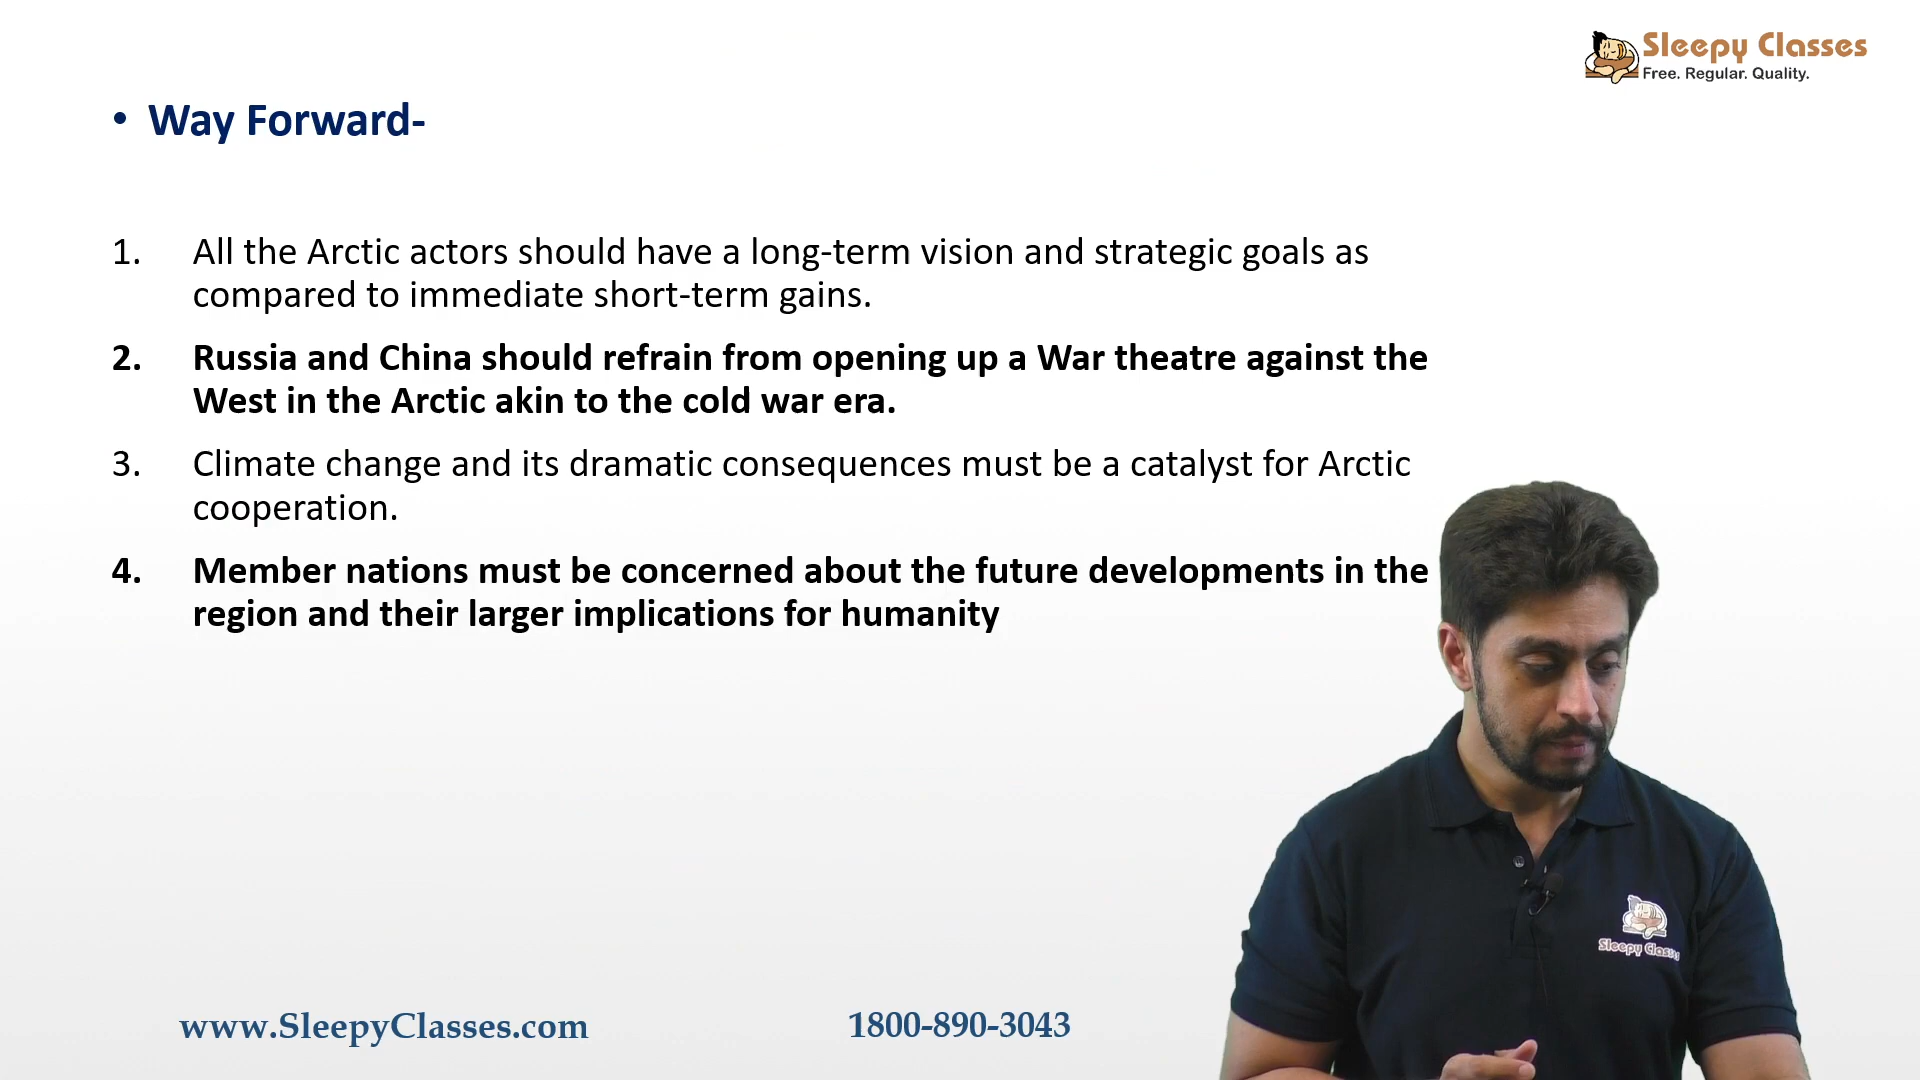 Sleepy Classes
Free. Regular. Quality.
• Way Forward-
1. All the Arctic actors should have a long-term vision and strategic goals as
compared to immediate short-term gains.
2. Russia and China should refrain from opening up a War theatre against the
West in the Arctic akin to the cold war era.
3. Climate change and its dramatic consequences must be a catalyst for Arctic
cooperation.
4. Member nations must be concerned about the future developments in the
region and their larger implications for humanity
Sleepy Classes
www.SleepyClasses.com 1800-890-3043